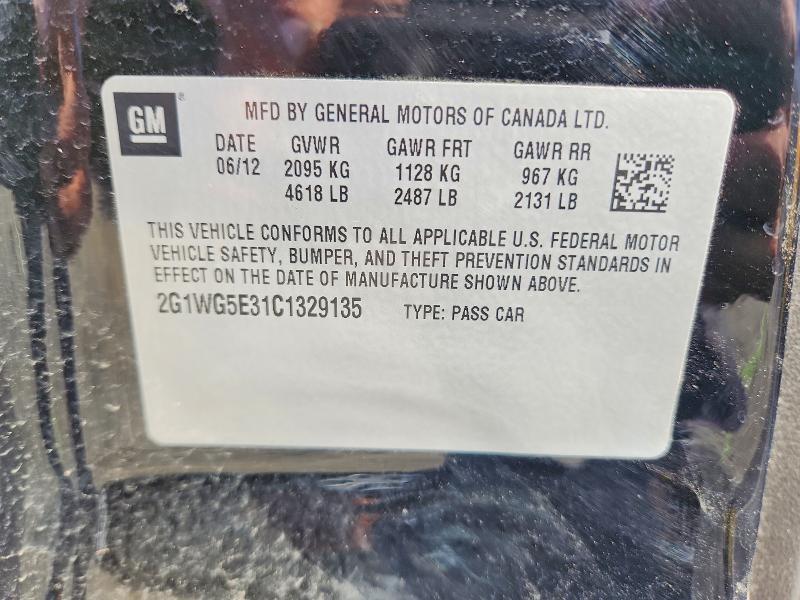 GM ®
MFD BY GENERAL MOTORS OF CANADA LTD.
DATE GVWR GAWR FRT GAWR RR
06/12 2095 KG 1128 KG 967 KG
4618 LB 2487 LB 2131 LB
THIS VEHICLE CONFORMS TO ALL APPLICABLE U.S. FEDERAL MOTOR
VEHICLE SAFETY, BUMPER, AND THEFT PREVENTION STANDARDS IN
EFFECT ON THE DATE OF MANUFACTURE SHOWN ABOVE.
2G1WG5E31C1329135 TYPE: PASS CAR